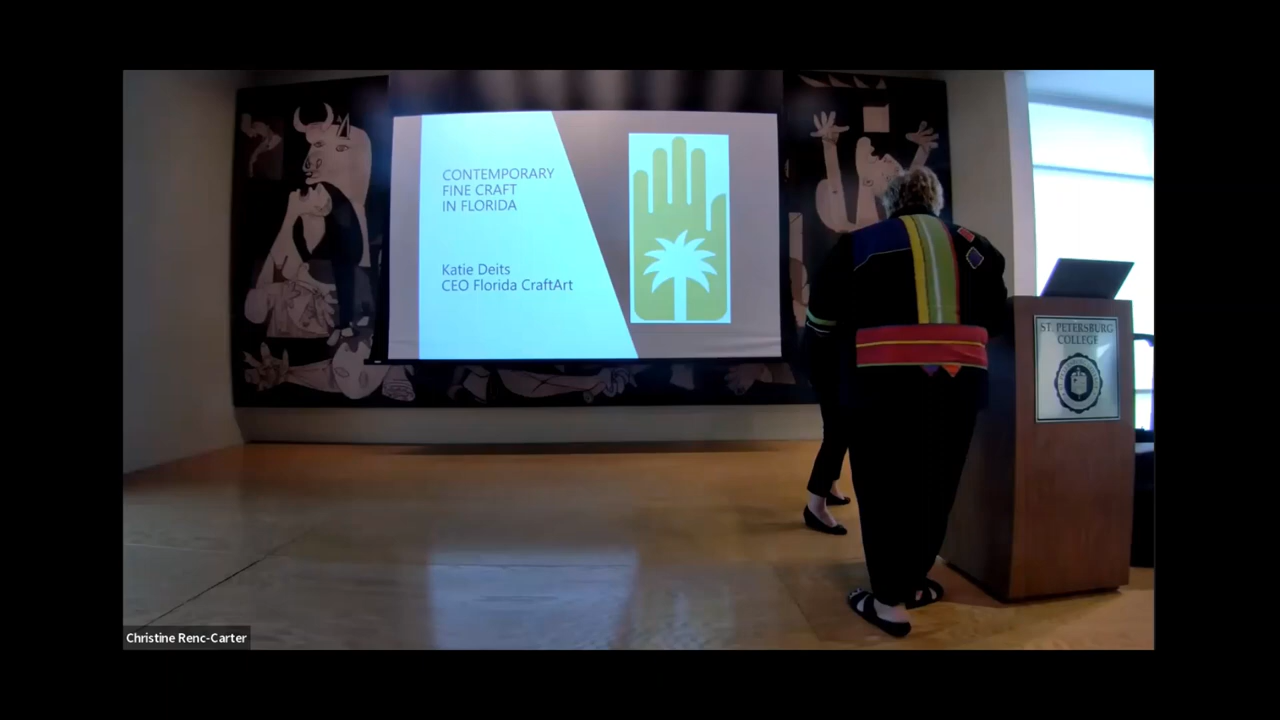 CONTEMPORARY
FINE CRAFT
IN FLORIDA
Katie Deits
CEO Florida CraftArt
ST. PETERSBURG
COLLEGE
Christine Renc-Carter